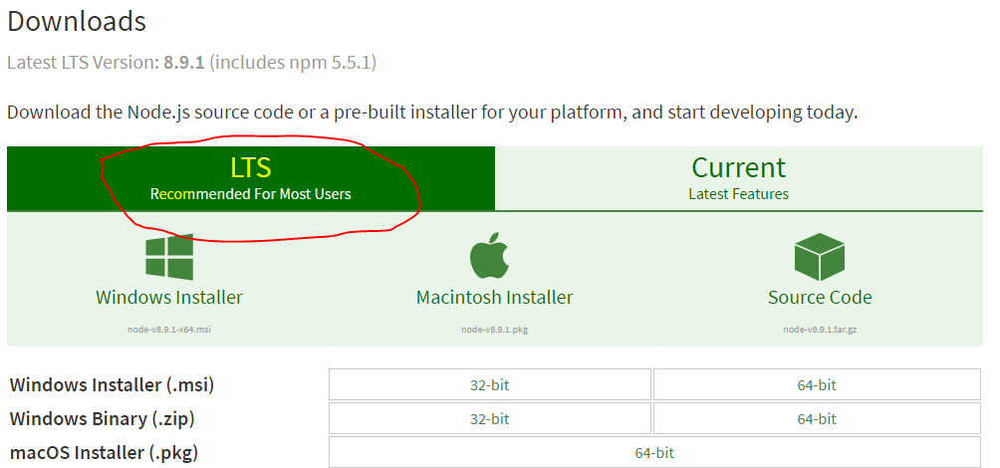 Downloads
Latest LTS Version: 8.9.1 (includes npm 5.5.1)
Download the Node.js source code or a pre-built installer for your platform, and start developing today.
LTS
Recommended For Most Users
Current
Latest Features
Windows Installer
node-v8.9.1-x64.msi
Macintosh Installer
node-v8.9.1.pkg
Source Code
node-v8.9.1.tar.gz
Windows Installer (.msi) 32-bit 64-bit
Windows Binary (.zip) 32-bit 64-bit
macOS Installer (.pkg) 64-bit